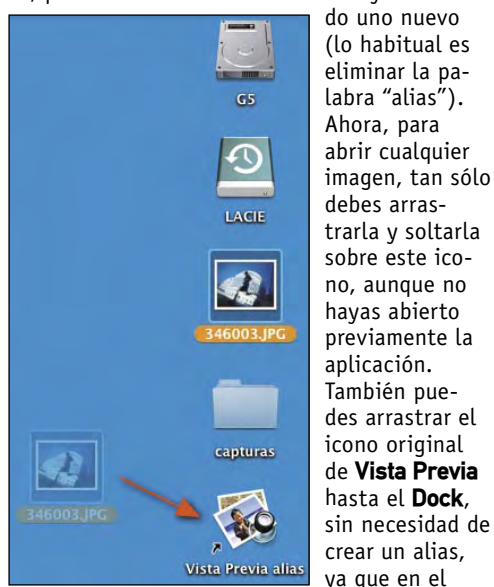 G5
LACIE
346003.JPG
capturas
346003.JPG
Vista Previa alias
do uno nuevo
(lo habitual es
eliminar la pa-
labra “alias”).
Ahora, para
abrir cualquier
imagen, tan sólo
debes arras-
trarla y soltarla
sobre este ico-
no, aunque no
hayas abierto
previamente la
aplicación.
También pue-
des arrastrar el
icono original
de Vista Previa
hasta el Dock,
sin necesidad de
crear un alias,
ya que en el